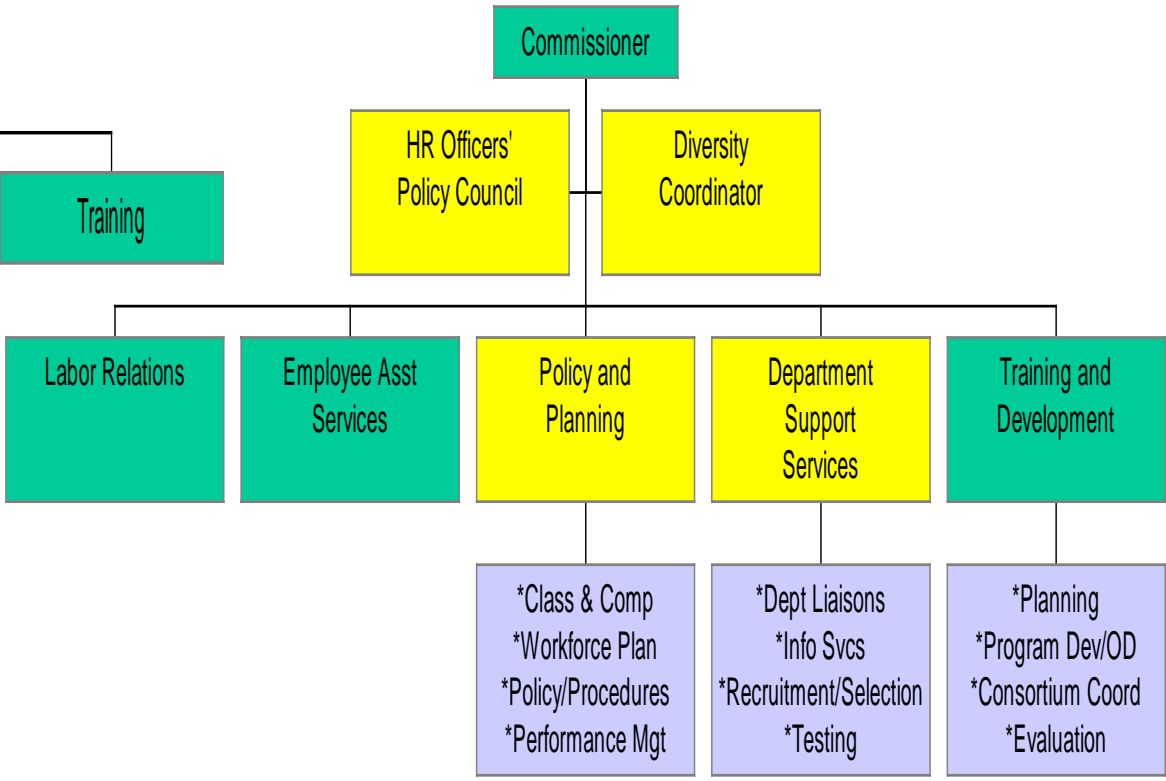 Commissioner
HR Officers'
Policy Council
Diversity
Coordinator
Training
Labor Relations
Employee Asst
Services
Policy and
Planning
Department
Support
Services
Training and
Development
*Class & Comp
*Workforce Plan
*Policy/Procedures
*Performance Mgt
*Dept Liaisons
*Info Svcs
*Recruitment/Selection
*Testing
*Planning
*Program Dev/OD
*Consortium Coord
*Evaluation